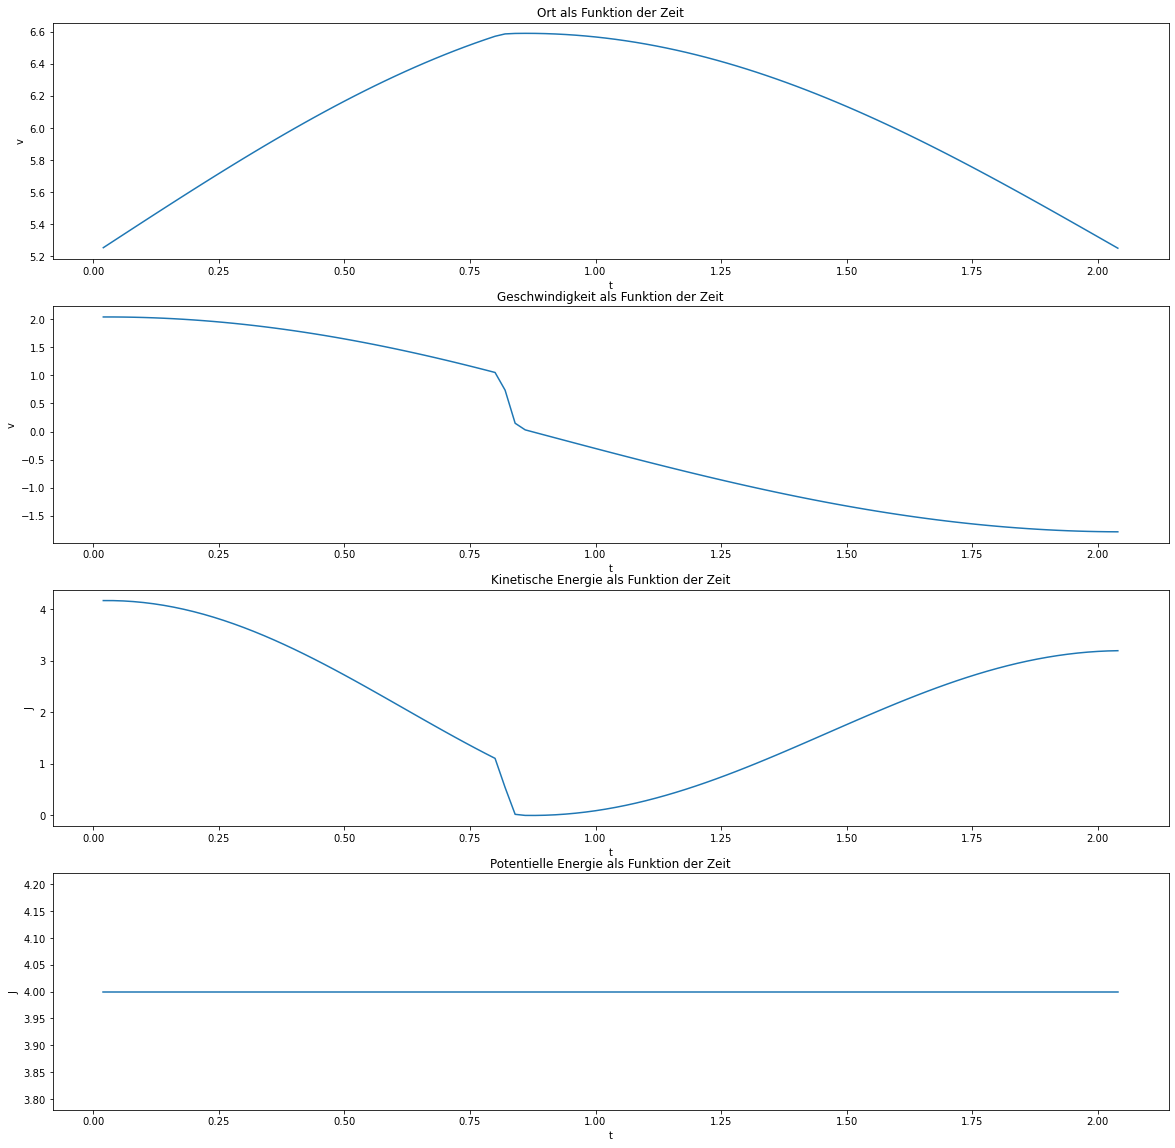 Ort als Funktion der Zeit
6.6
6.4
6.2
6.0
5.8
5.6
5.4
5.2
v
0.00 0.25 0.50 0.75 1.00 1.25 1.50 1.75 2.00
t
Geschwindigkeit als Funktion der Zeit
2.0
1.5
1.0
0.5
0.0
−0.5
−1.0
−1.5
v
0.00 0.25 0.50 0.75 1.00 1.25 1.50 1.75 2.00
t
Kinetische Energie als Funktion der Zeit
4
3
2
1
0
J
0.00 0.25 0.50 0.75 1.00 1.25 1.50 1.75 2.00
t
Potentielle Energie als Funktion der Zeit
4.20
4.15
4.10
4.05
4.00
3.95
3.90
3.85
3.80
J
0.00 0.25 0.50 0.75 1.00 1.25 1.50 1.75 2.00
t